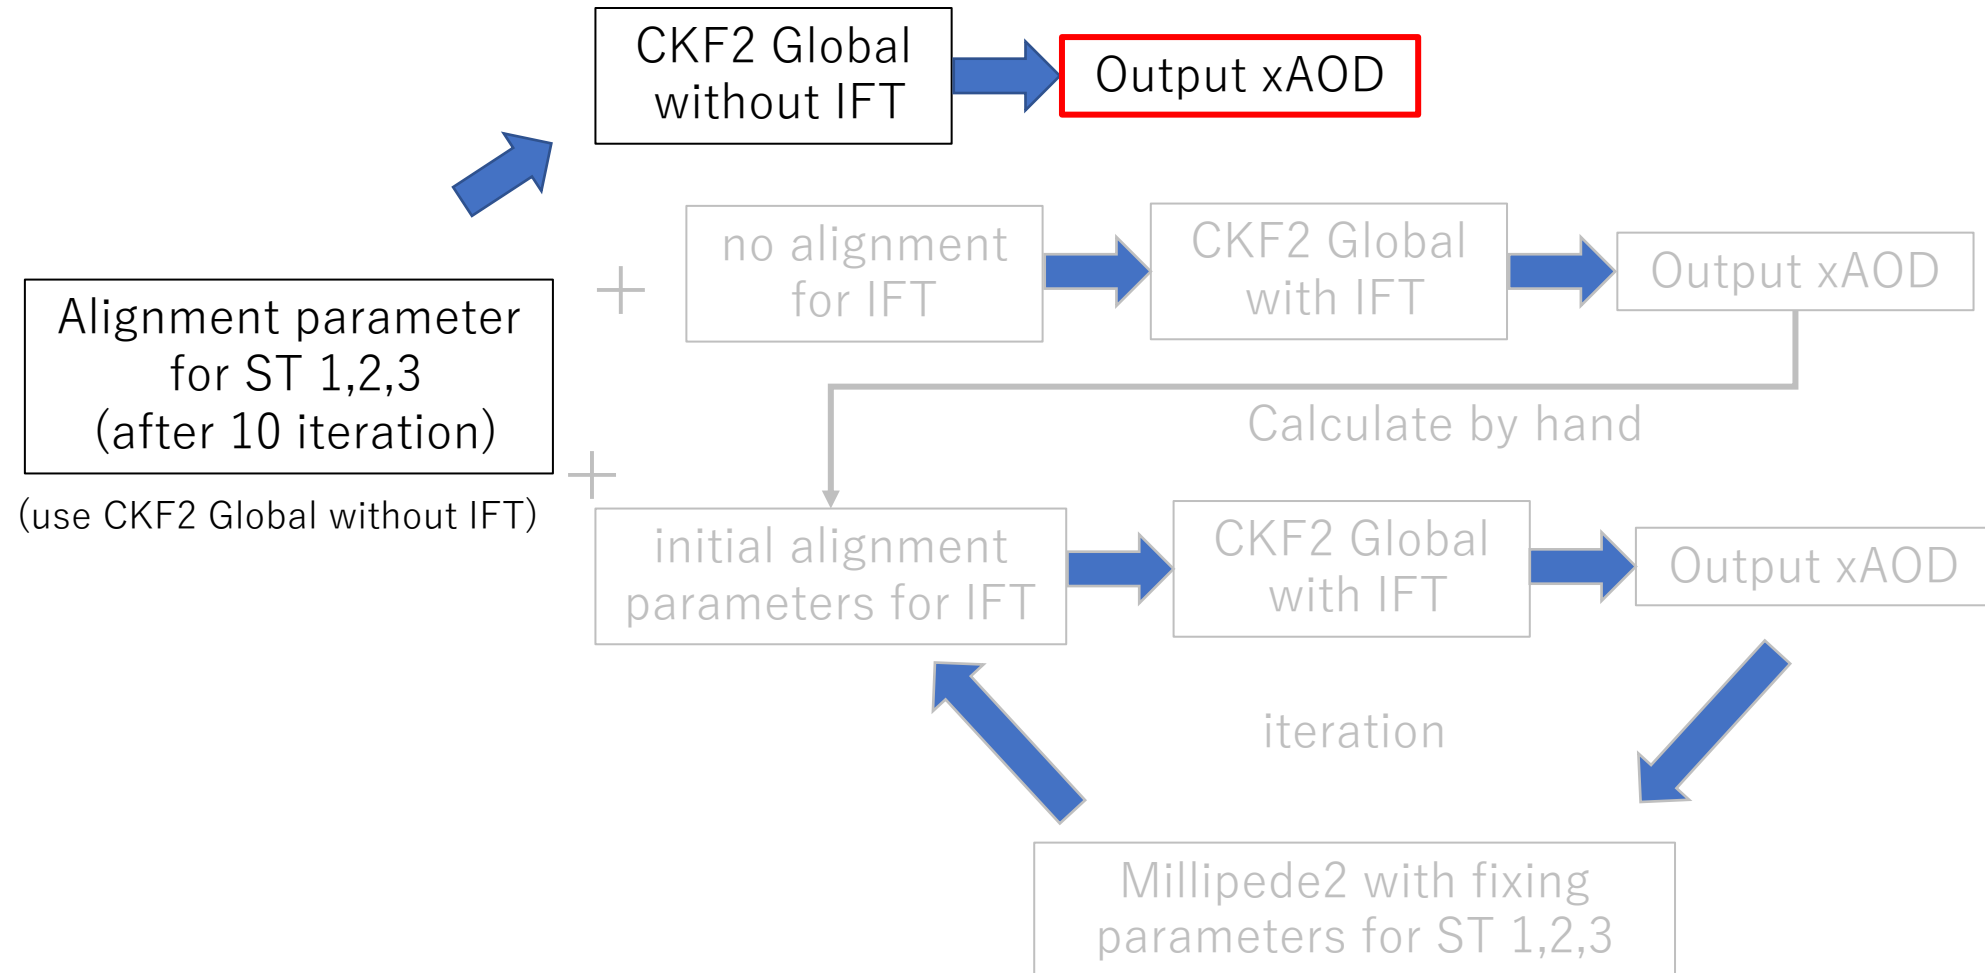 CKF2 Global
without IFT
Output xAOD
no alignment
for IFT
CKF2 Global
with IFT
Output xAOD
Alignment parameter
for ST 1,2,3
(after 10 iteration)
(use CKF2 Global without IFT)
Calculate by hand
initial alignment
parameters for IFT
CKF2 Global
with IFT
Output xAOD
iteration
Millipede2 with fixing
parameters for ST 1,2,3